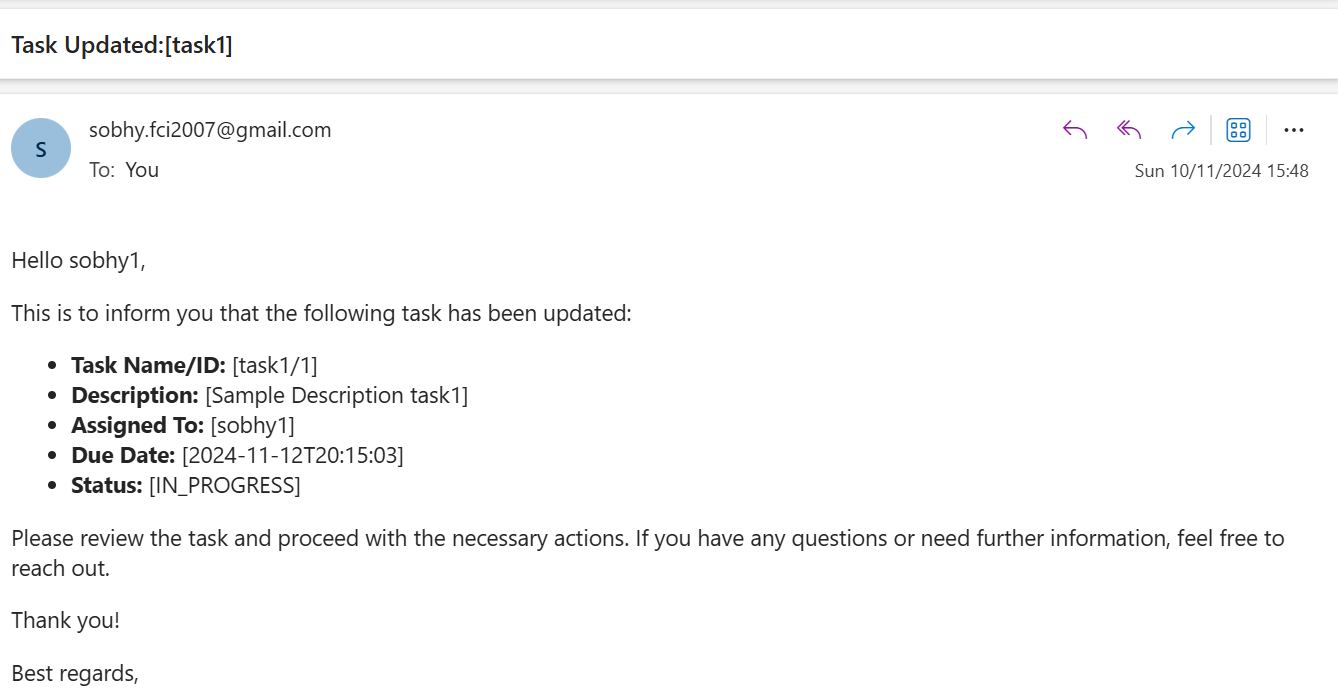 Task Updated:[task1]
S
sobhy.fci2007@gmail.com
To: You
Sun 10/11/2024 15:48
Hello sobhy1,
This is to inform you that the following task has been updated:
• Task Name/ID: [task1/1]
• Description: [Sample Description task1]
• Assigned To: [sobhy1]
• Due Date: [2024-11-12T20:15:03]
• Status: [IN_PROGRESS]
Please review the task and proceed with the necessary actions. If you have any questions or need further information, feel free to
reach out.
Thank you!
Best regards,